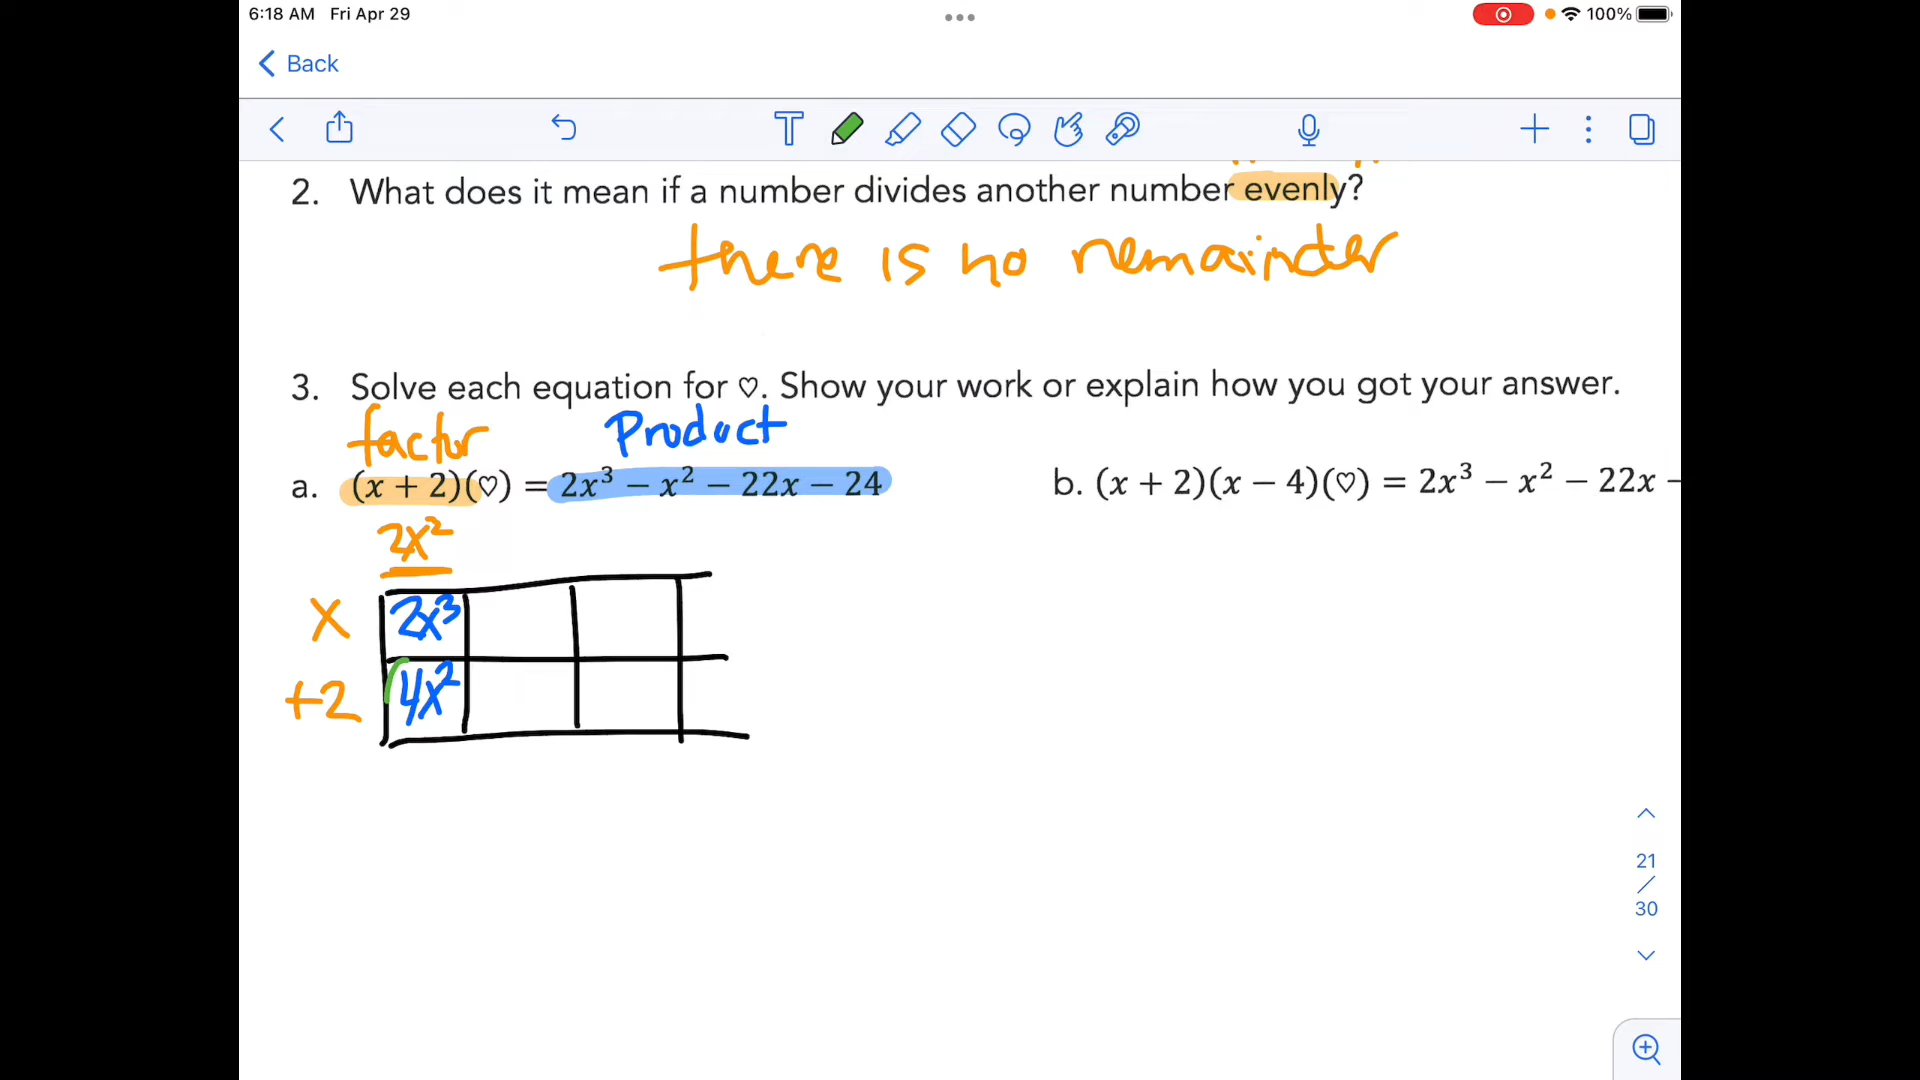 6:18 AM Fri Apr 29
100%
Back
2. What does it mean if a number divides another number evenly?
there is no remainder
3. Solve each equation for ♡. Show your work or explain how you got your answer.
factor
Product
a. (x + 2)(♡) = 2x³ − x² − 22x − 24
b. (x + 2)(x − 4)(♡) = 2x³ − x² − 22x −
2x²
x 2x³
+2 4x²
21
/
30